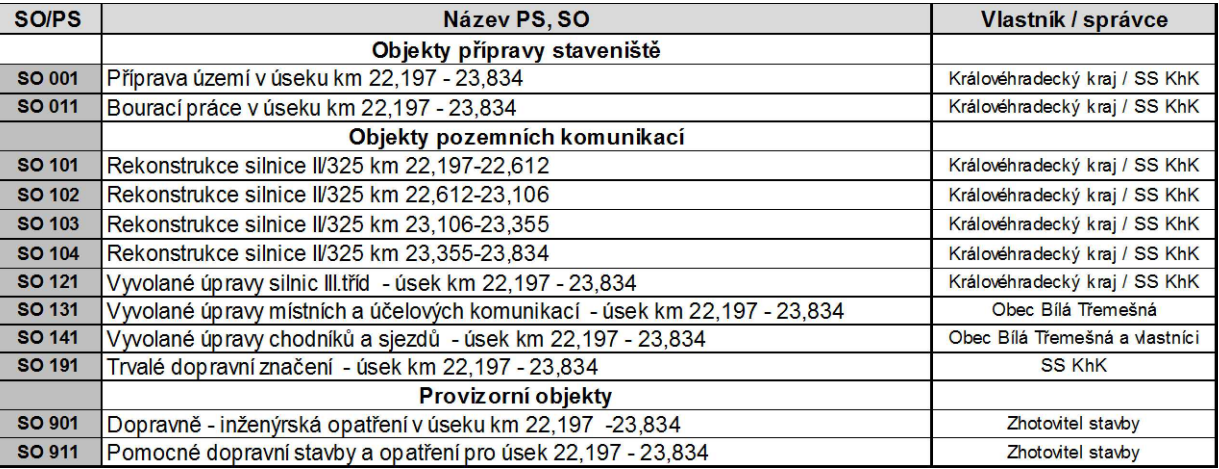 SO/PS Název PS, SO Vlastník / správce
Objekty přípravy staveniště
SO 001 Příprava území v úseku km 22,197 - 23,834 Královéhradecký kraj / SS KhK
SO 011 Bourací práce v úseku km 22,197 - 23,834 Královéhradecký kraj / SS KhK
Objekty pozemních komunikací
SO 101 Rekonstrukce silnice II/325 km 22,197-22,612 Královéhradecký kraj / SS KhK
SO 102 Rekonstrukce silnice II/325 km 22,612-23,106 Královéhradecký kraj / SS KhK
SO 103 Rekonstrukce silnice II/325 km 23,106-23,355 Královéhradecký kraj / SS KhK
SO 104 Rekonstrukce silnice II/325 km 23,355-23,834 Královéhradecký kraj / SS KhK
SO 121 Vyvolané úpravy silnic III.tříd - úsek km 22,197 - 23,834 Královéhradecký kraj / SS KhK
SO 131 Vyvolané úpravy místních a účelových komunikací - úsek km 22,197 - 23,834 Obec Bílá Třemešná
SO 141 Vyvolané úpravy chodníků a sjezdů - úsek km 22,197 - 23,834 Obec Bílá Třemešná a vlastníci
SO 191 Trvalé dopravní značení - úsek km 22,197 - 23,834 SS KhK
Provizorní objekty
SO 901 Dopravně - inženýrská opatření v úseku km 22,197 -23,834 Zhotovitel stavby
SO 911 Pomocné dopravní stavby a opatření pro úsek 22,197 - 23,834 Zhotovitel stavby